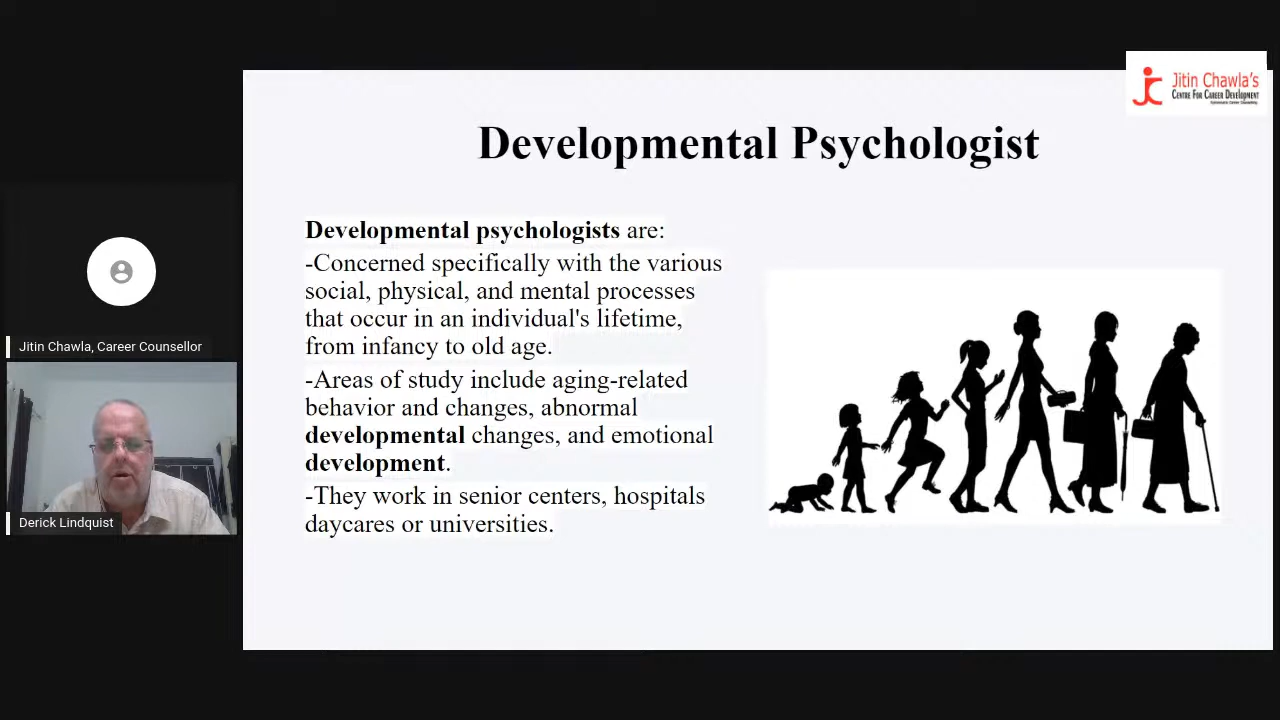 Jitin Chawla's
CENTRE FOR CAREER DEVELOPMENT
Developmental Psychologist
Developmental psychologists are:
-Concerned specifically with the various
social, physical, and mental processes
that occur in an individual's lifetime,
from infancy to old age.
-Areas of study include aging-related
behavior and changes, abnormal
developmental changes, and emotional
development.
-They work in senior centers, hospitals
daycares or universities.
Jitin Chawla, Career Counsellor
Derick Lindquist